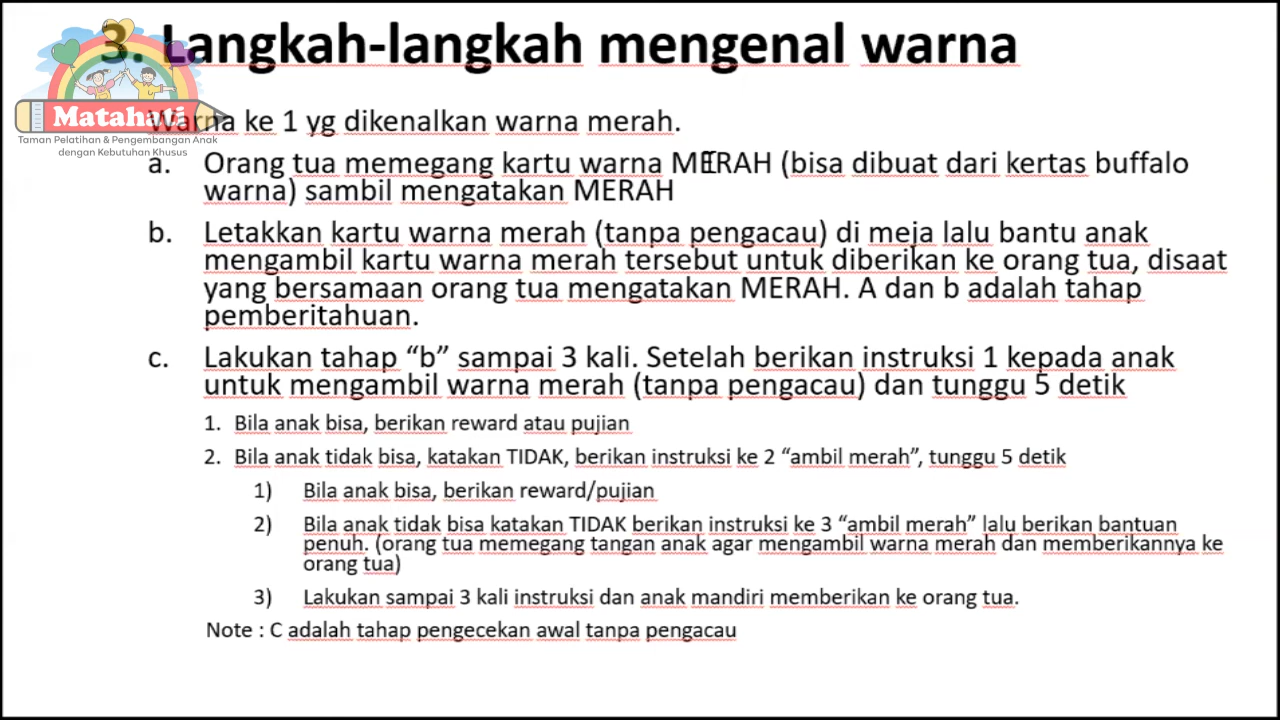 3. Langkah-langkah mengenal warna
Matahati
Taman Pelatihan & Pengembangan Anak
dengan Kebutuhan Khusus
Warna ke 1 yg dikenalkan warna merah.
a. Orang tua memegang kartu warna MERAH (bisa dibuat dari kertas buffalo
warna) sambil mengatakan MERAH
b. Letakkan kartu warna merah (tanpa pengacau) di meja lalu bantu anak
mengambil kartu warna merah tersebut untuk diberikan ke orang tua, disaat
yang bersamaan orang tua mengatakan MERAH. A dan b adalah tahap
pemberitahuan.
c. Lakukan tahap “b” sampai 3 kali. Setelah berikan instruksi 1 kepada anak
untuk mengambil warna merah (tanpa pengacau) dan tunggu 5 detik
1. Bila anak bisa, berikan reward atau pujian
2. Bila anak tidak bisa, katakan TIDAK, berikan instruksi ke 2 “ambil merah”, tunggu 5 detik
1) Bila anak bisa, berikan reward/pujian
2) Bila anak tidak bisa katakan TIDAK berikan instruksi ke 3 “ambil merah” lalu berikan bantuan
penuh. (orang tua memegang tangan anak agar mengambil warna merah dan memberikannya ke
orang tua)
3) Lakukan sampai 3 kali instruksi dan anak mandiri memberikan ke orang tua.
Note : C adalah tahap pengecekan awal tanpa pengacau